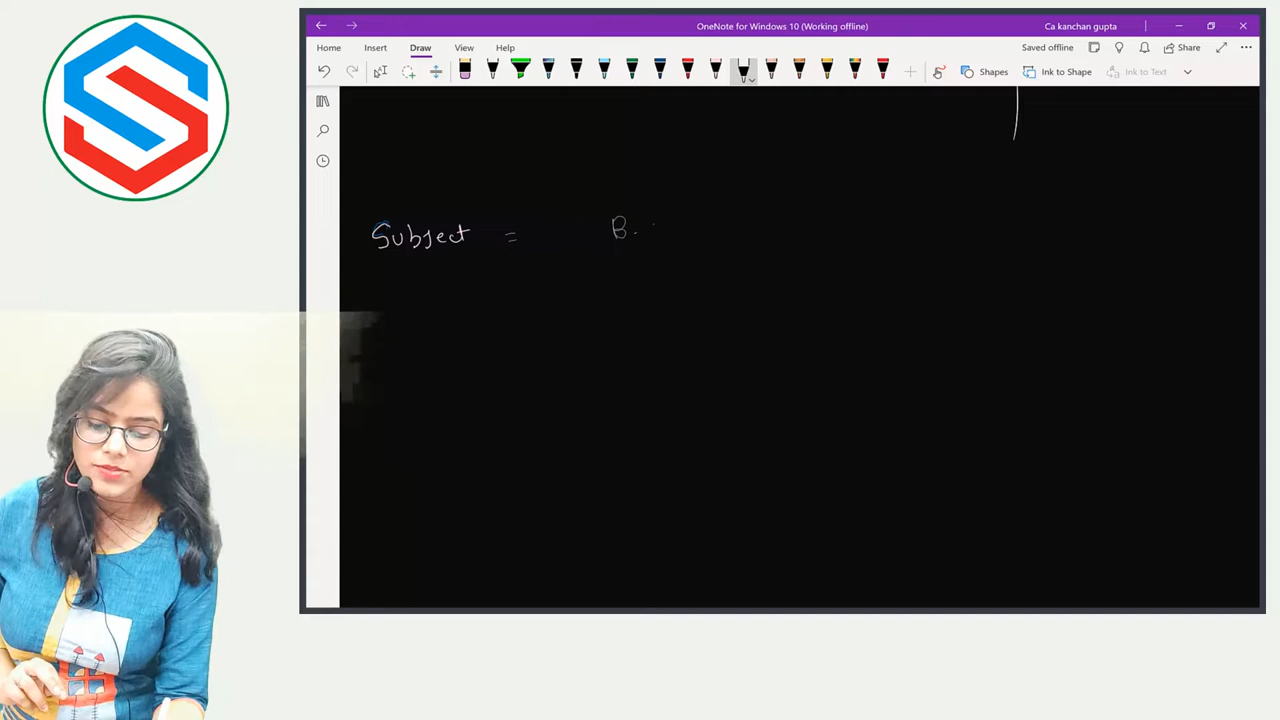 OneNote for Windows 10 (Working offline) Ca kanchan gupta
Home Insert Draw View Help Saved offline Share
Shapes Ink to Shape Ink to Text
Subject = B.